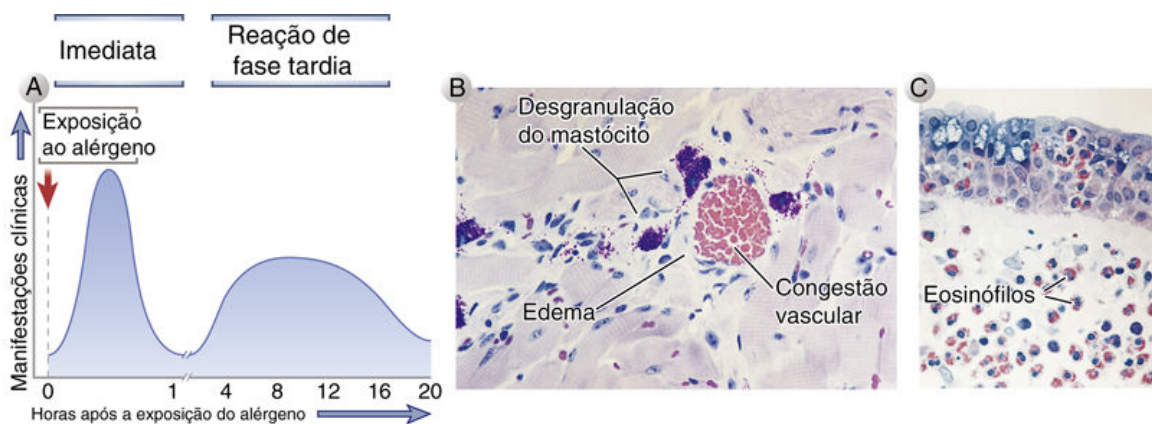 Imediata
Reação de
fase tardia
A
Exposição
ao alérgeno
Manifestações clínicas
0 1 4 8 12 16 20
Horas após a exposição do alérgeno
B
Desgranulação
do mastócito
Edema
Congestão
vascular
C
Eosinófilos